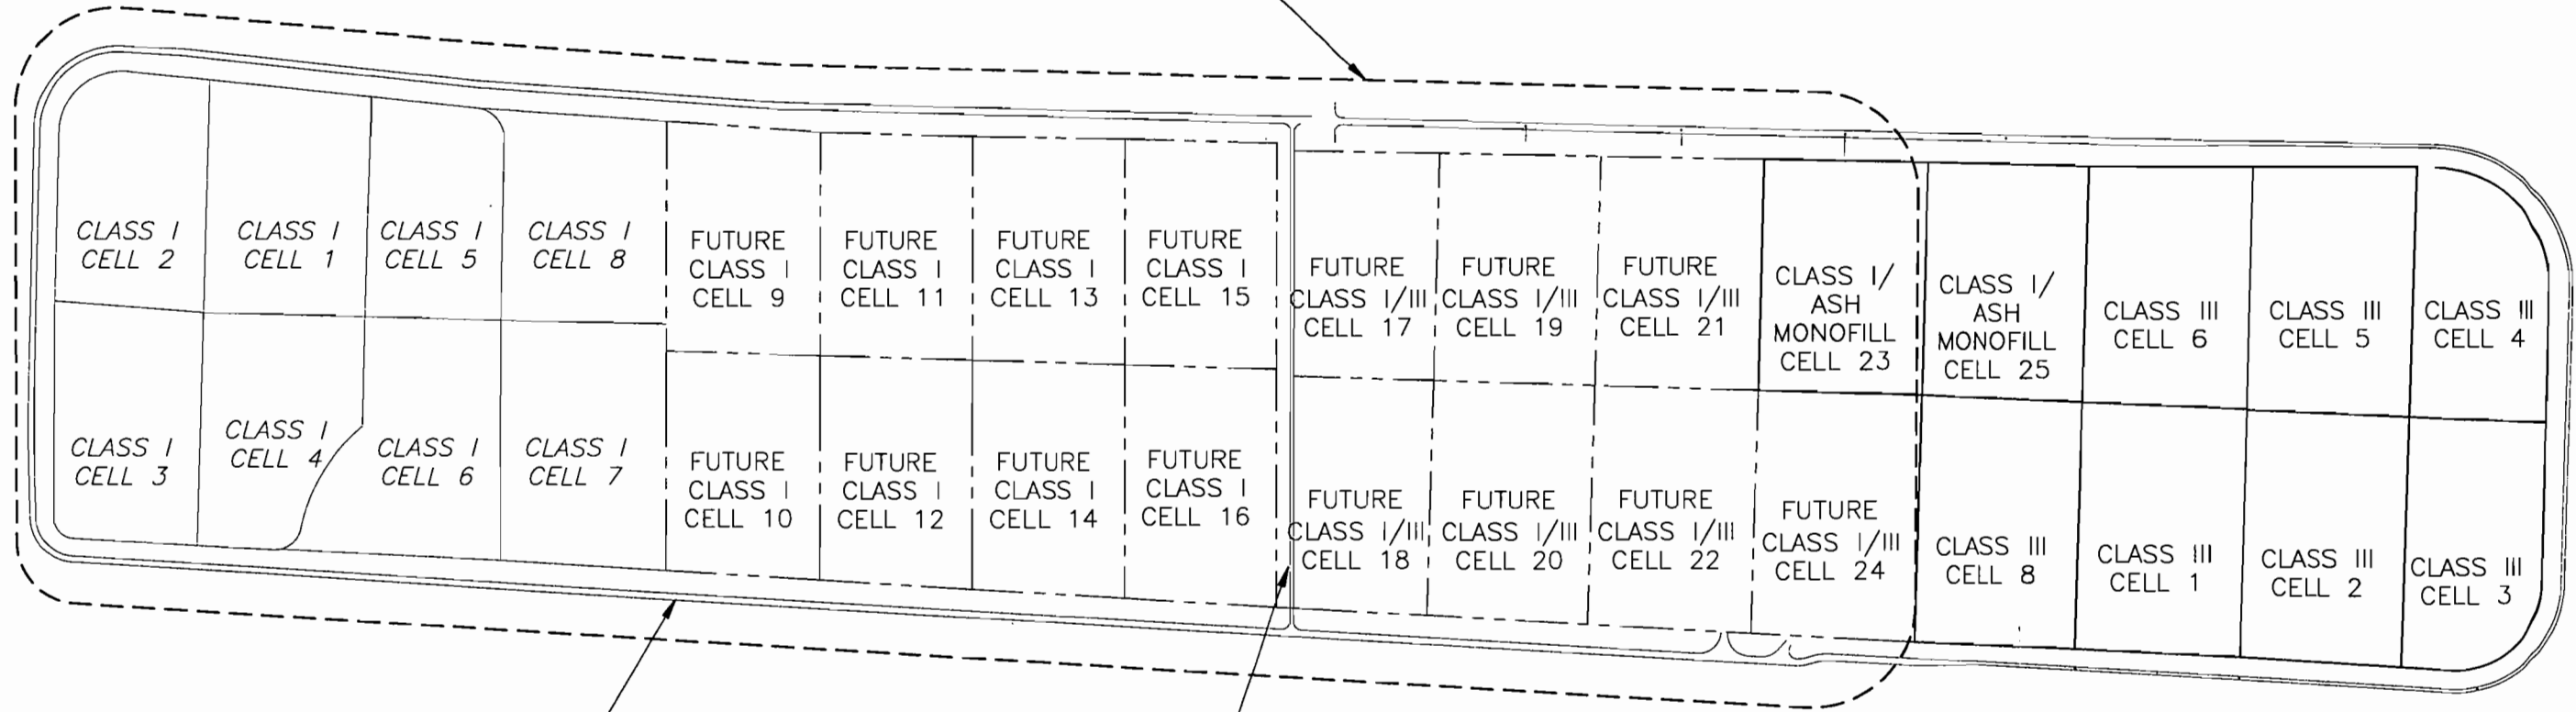 CLASS I
CELL 2
CLASS I
CELL 1
CLASS I
CELL 5
CLASS I
CELL 8
FUTURE
CLASS I
CELL 9
FUTURE
CLASS I
CELL 11
FUTURE
CLASS I
CELL 13
FUTURE
CLASS I
CELL 15
FUTURE
CLASS I/III
CELL 17
FUTURE
CLASS I/III
CELL 19
FUTURE
CLASS I/III
CELL 21
CLASS I/
ASH
MONOFILL
CELL 23
CLASS I/
ASH
MONOFILL
CELL 25
CLASS III
CELL 6
CLASS III
CELL 5
CLASS III
CELL 4
CLASS I
CELL 3
CLASS I
CELL 4
CLASS I
CELL 6
CLASS I
CELL 7
FUTURE
CLASS I
CELL 10
FUTURE
CLASS I
CELL 12
FUTURE
CLASS I
CELL 14
FUTURE
CLASS I
CELL 16
FUTURE
CLASS I/III
CELL 18
FUTURE
CLASS I/III
CELL 20
FUTURE
CLASS I/III
CELL 22
FUTURE
CLASS I/III
CELL 24
CLASS III
CELL 8
CLASS III
CELL 1
CLASS III
CELL 2
CLASS III
CELL 3